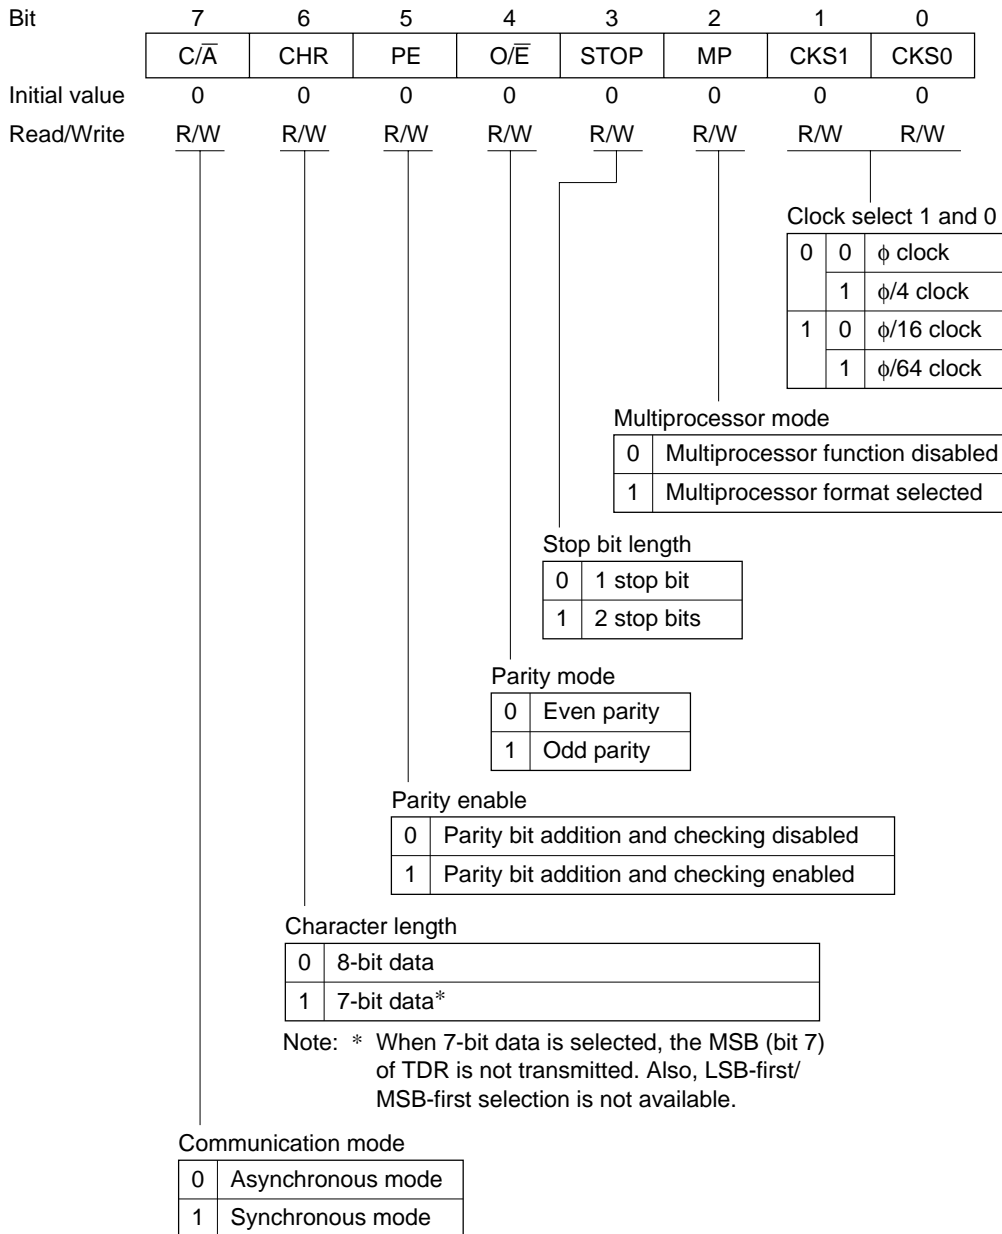 Bit 7 6 5 4 3 2 1 0
C/A̅ CHR PE O/E̅ STOP MP CKS1 CKS0
Initial value 0 0 0 0 0 0 0 0
Read/Write R/W R/W R/W R/W R/W R/W R/W R/W
Clock select 1 and 0
0 0 ϕ clock
1 ϕ/4 clock
1 0 ϕ/16 clock
1 ϕ/64 clock
Multiprocessor mode
0 Multiprocessor function disabled
1 Multiprocessor format selected
Stop bit length
0 1 stop bit
1 2 stop bits
Parity mode
0 Even parity
1 Odd parity
Parity enable
0 Parity bit addition and checking disabled
1 Parity bit addition and checking enabled
Character length
0 8-bit data
1 7-bit data*
Note: * When 7-bit data is selected, the MSB (bit 7)
of TDR is not transmitted. Also, LSB-first/
MSB-first selection is not available.
Communication mode
0 Asynchronous mode
1 Synchronous mode